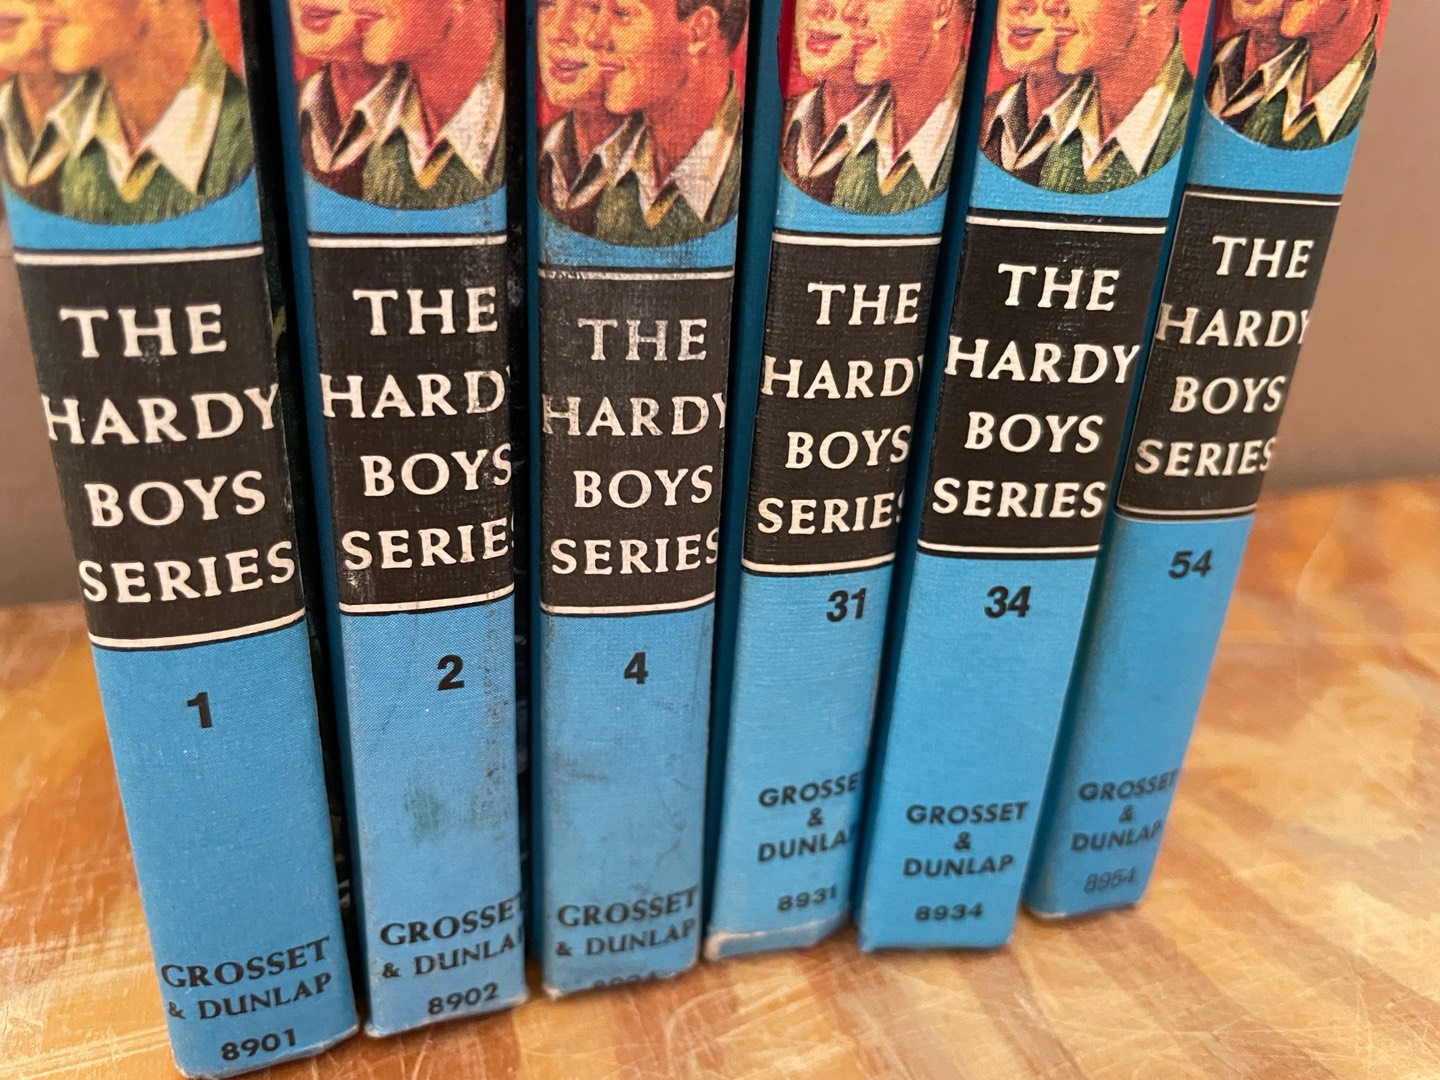 THE
HARDY
BOYS
SERIES
1
GROSSET
& DUNLAP
8901
THE
HARDY
BOYS
SERIES
2
GROSSET
& DUNLAP
8902
THE
HARDY
BOYS
SERIES
4
GROSSET
& DUNLAP
THE
HARDY
BOYS
SERIES
31
GROSSET
&
DUNLAP
8931
THE
HARDY
BOYS
SERIES
34
GROSSET
&
DUNLAP
8934
THE
HARDY
BOYS
SERIES
54
GROSSET
&
DUNLAP
8954